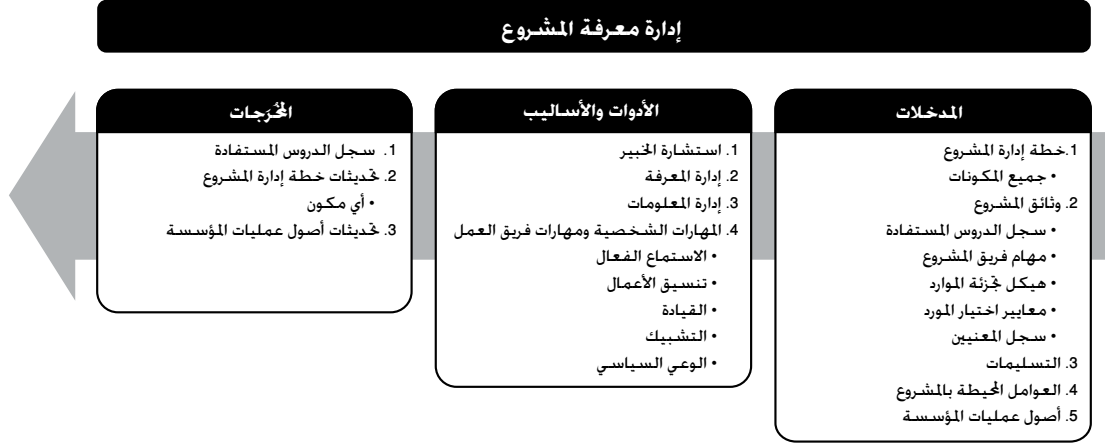 إدارة معرفة المشروع
المدخلات
1.خطة إدارة المشروع
• جميع المكونات
2. وثائق المشروع
• سجل الدروس المستفادة
• مهام فريق المشروع
• هيكل تجزئة الموارد
• معايير اختيار المورد
• سجل المعنيين
3. التسليمات
4. العوامل المحيطة بالمشروع
5. أصول عمليات المؤسسة
الأدوات والأساليب
1. استشارة الخبير
2. إدارة المعرفة
3. إدارة المعلومات
4. المهارات الشخصية ومهارات فريق العمل
• الاستماع الفعال
• تنسيق الأعمال
• القيادة
• التشبيك
• الوعي السياسي
المُخرَجات
1. سجل الدروس المستفادة
2. تحديثات خطة إدارة المشروع
• أي مكون
3. تحديثات أصول عمليات المؤسسة